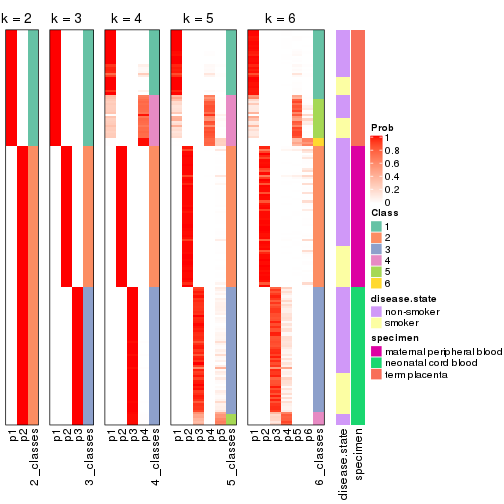 k = 2
k = 3
k = 4
k = 5
k = 6
Prob
1
0.8
0.6
0.4
0.2
0
Class
1
2
3
4
5
6
disease.state
non-smoker
smoker
specimen
maternal peripheral blood
neonatal cord blood
term placenta
p1
p2
2_classes
p1
p2
p3
3_classes
p1
p2
p3
p4
4_classes
p1
p2
p3
p4
p5
5_classes
p1
p2
p3
p4
p5
p6
6_classes
disease.state
specimen